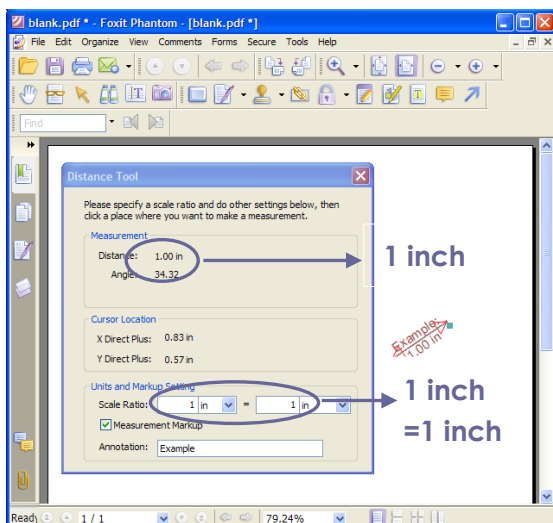 blank.pdf * - Foxit Phantom - [blank.pdf *]
File Edit Organize View Comments Forms Secure Tools Help
Find
Distance Tool
Please specify a scale ratio and do other settings below, then
click a place where you want to make a measurement.
Measurement
Distance: 1.00 in
1 inch
Angle: 34.32
Cursor Location
X Direct Plus: 0.83 in
Y Direct Plus: 0.57 in
Example:
1.00 in
Units and Markup Setting
Scale Ratio: 1 in = 1 in
1 inch
=1 inch
Measurement Markup
Annotation: Example
Ready 1 / 1 79.24%